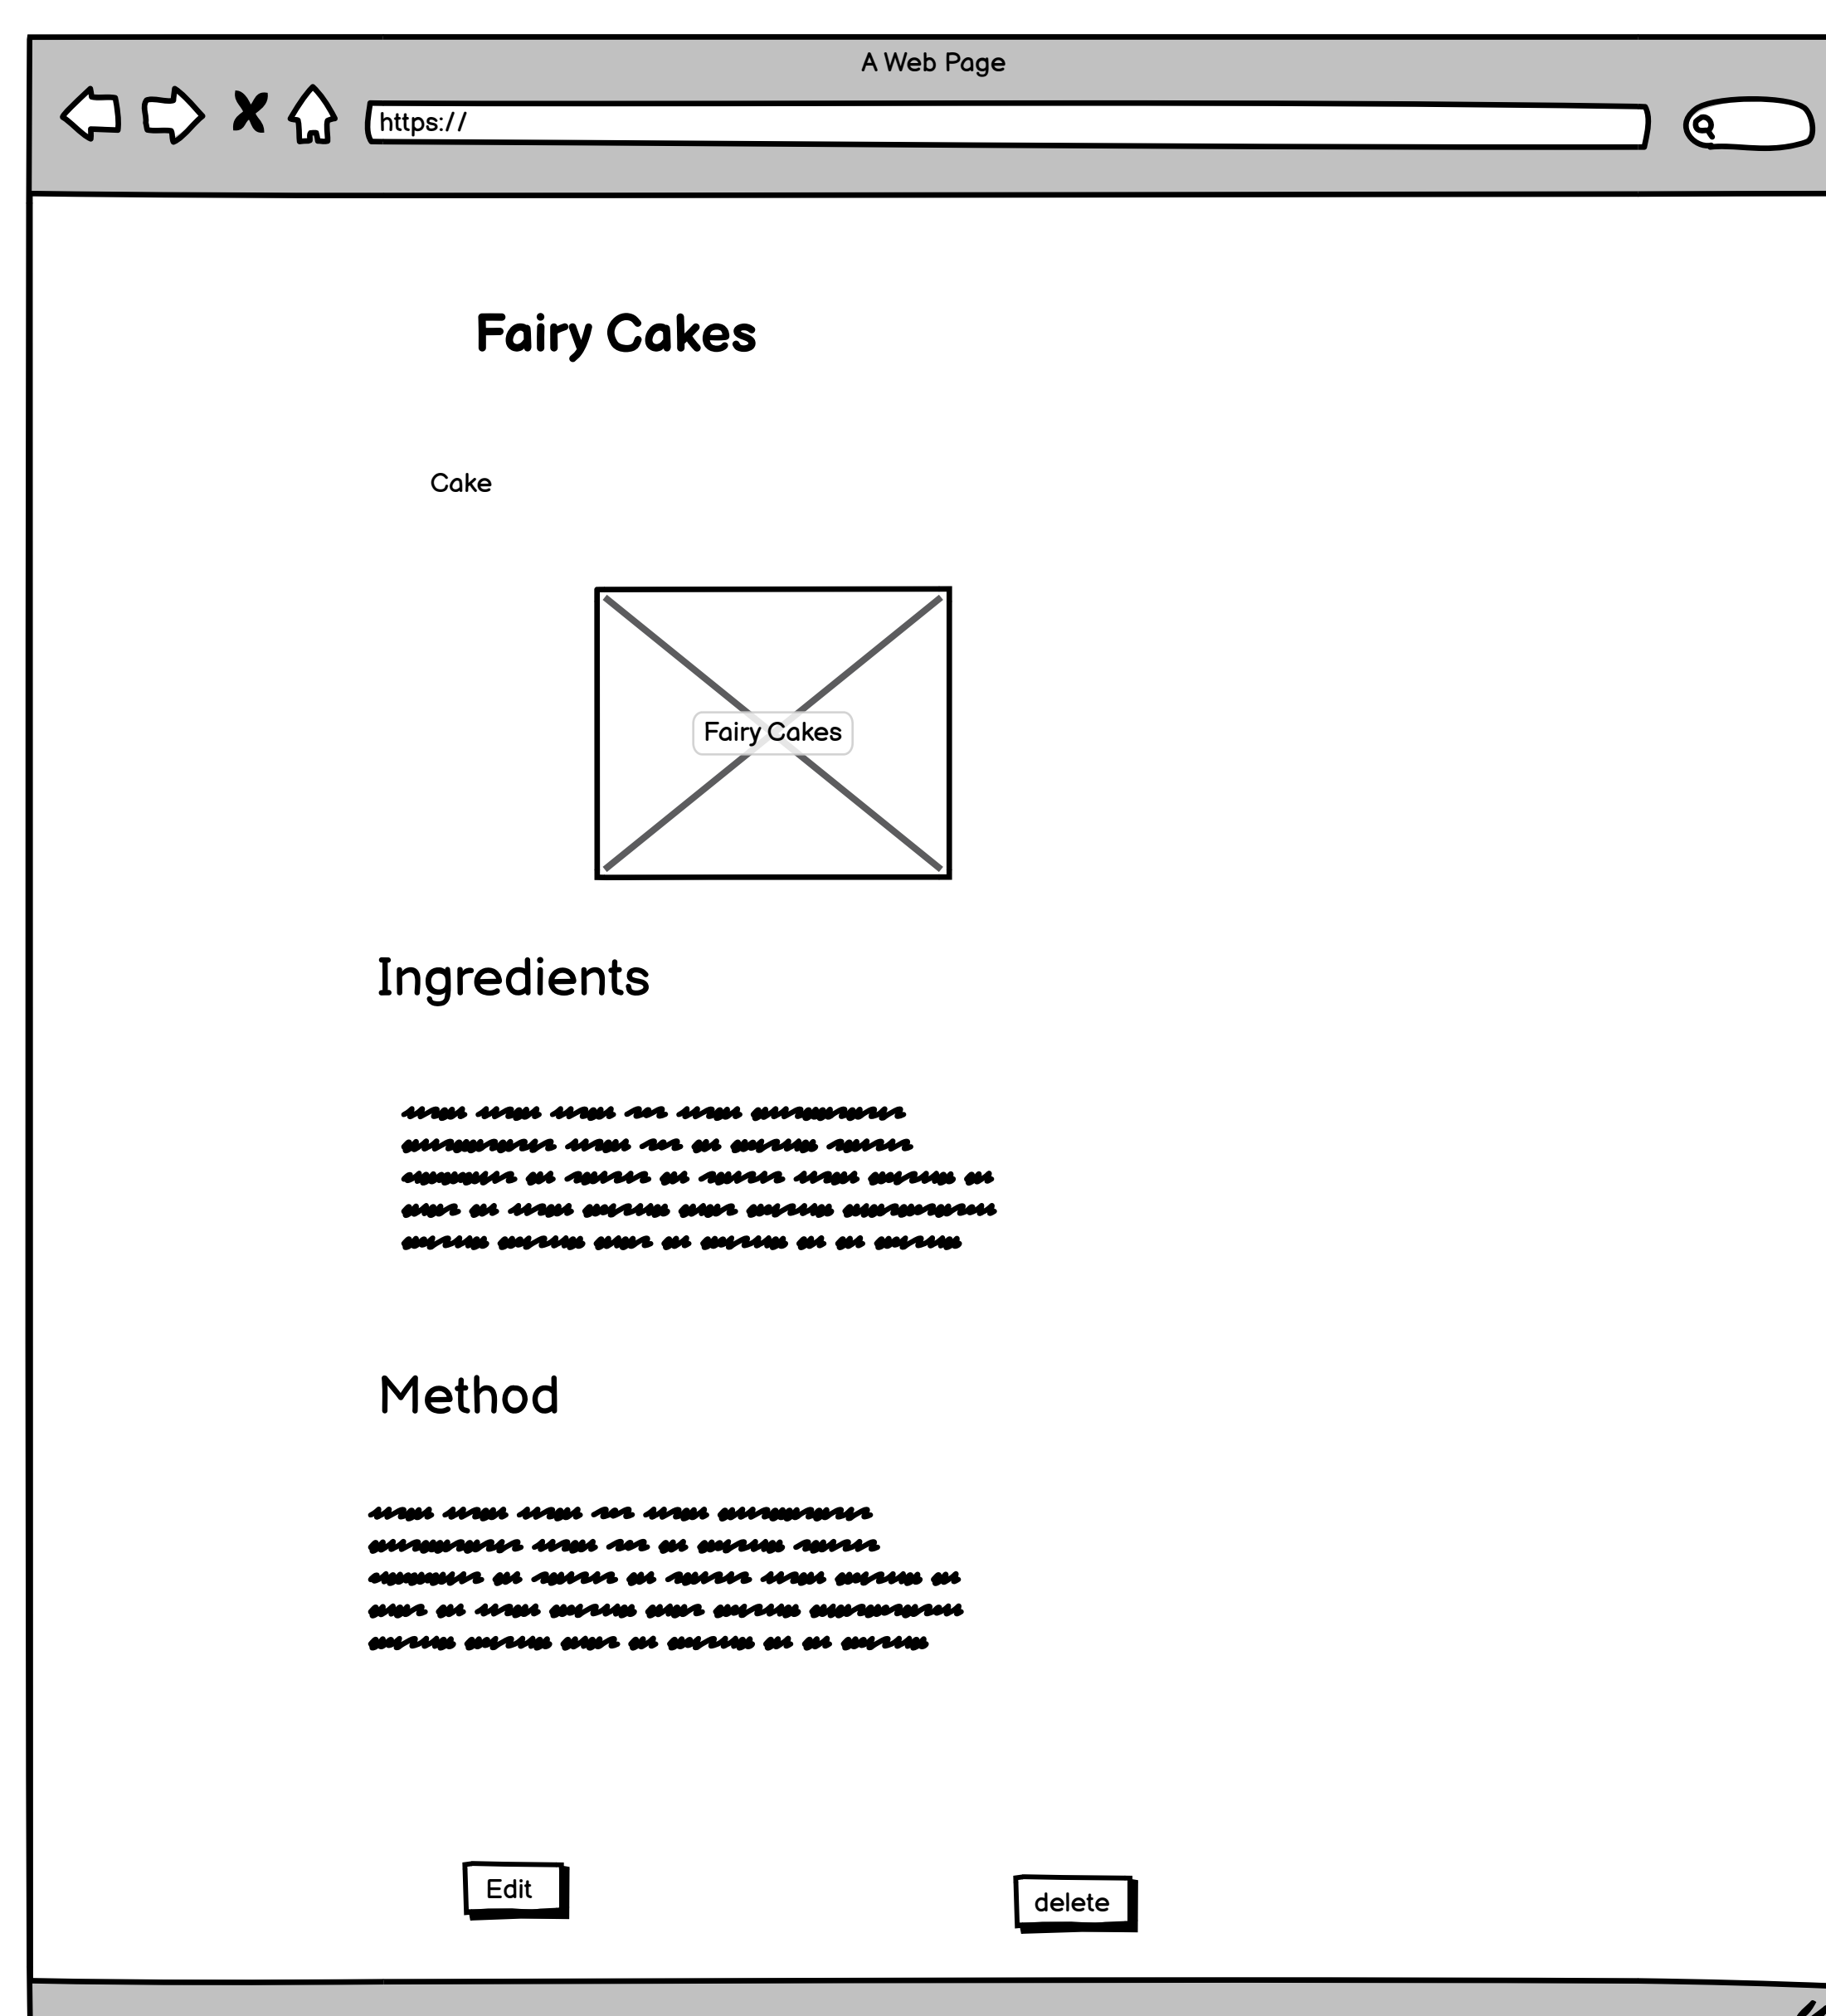 A Web Page
https://
Fairy Cakes
Cake
Fairy Cakes
Ingredients
Method
Edit
delete